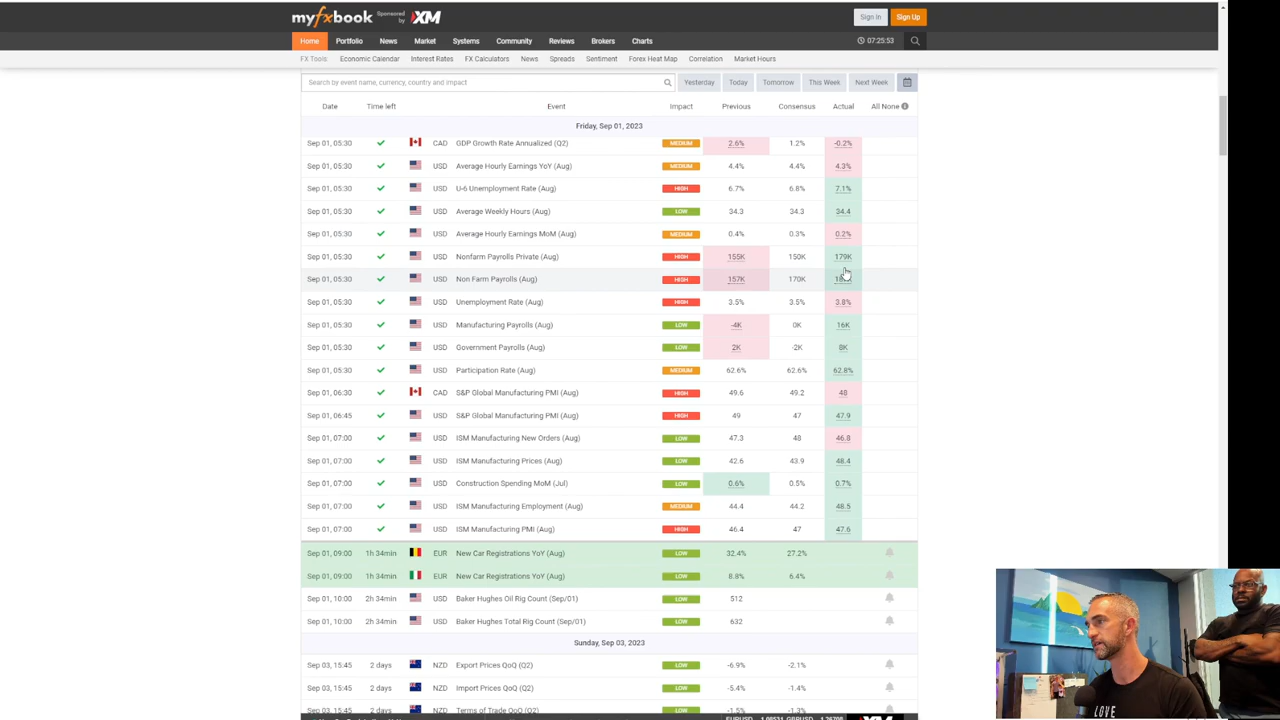 myfxbook Sponsored by XM Sign In Sign Up
Home Portfolio News Market Systems Community Reviews Brokers Charts 07:25:53
FX Tools: Economic Calendar Interest Rates FX Calculators News Spreads Sentiment Forex Heat Map Correlation Market Hours
Search by event name, currency, country and impact Yesterday Today Tomorrow This Week Next Week
Date Time left Event Impact Previous Consensus Actual All None
Friday, Sep 01, 2023
Sep 01, 05:30 CAD GDP Growth Rate Annualized (Q2) MEDIUM 2.6% 1.2% -0.2%
Sep 01, 05:30 USD Average Hourly Earnings YoY (Aug) MEDIUM 4.4% 4.4% 4.3%
Sep 01, 05:30 USD U-6 Unemployment Rate (Aug) HIGH 6.7% 6.8% 7.1%
Sep 01, 05:30 USD Average Weekly Hours (Aug) LOW 34.3 34.3 34.4
Sep 01, 05:30 USD Average Hourly Earnings MoM (Aug) MEDIUM 0.4% 0.3% 0.2%
Sep 01, 05:30 USD Nonfarm Payrolls Private (Aug) HIGH 155K 150K 179K
Sep 01, 05:30 USD Non Farm Payrolls (Aug) HIGH 157K 170K
Sep 01, 05:30 USD Unemployment Rate (Aug) HIGH 3.5% 3.5% 3.8%
Sep 01, 05:30 USD Manufacturing Payrolls (Aug) LOW -4K 0K 16K
Sep 01, 05:30 USD Government Payrolls (Aug) LOW 2K -2K 8K
Sep 01, 05:30 USD Participation Rate (Aug) MEDIUM 62.6% 62.6% 62.8%
Sep 01, 06:30 CAD S&P Global Manufacturing PMI (Aug) HIGH 49.6 49.2 48
Sep 01, 06:45 USD S&P Global Manufacturing PMI (Aug) HIGH 49 47 47.9
Sep 01, 07:00 USD ISM Manufacturing New Orders (Aug) LOW 47.3 48 46.8
Sep 01, 07:00 USD ISM Manufacturing Prices (Aug) LOW 42.6 43.9 48.4
Sep 01, 07:00 USD Construction Spending MoM (Jul) LOW 0.6% 0.5% 0.7%
Sep 01, 07:00 USD ISM Manufacturing Employment (Aug) MEDIUM 44.4 44.2 48.5
Sep 01, 07:00 USD ISM Manufacturing PMI (Aug) HIGH 46.4 47 47.6
Sep 01, 09:00 1h 34min EUR New Car Registrations YoY (Aug) LOW 32.4% 27.2%
Sep 01, 09:00 1h 34min EUR New Car Registrations YoY (Aug) LOW 8.8% 6.4%
Sep 01, 10:00 2h 34min USD Baker Hughes Oil Rig Count (Sep/01) LOW 512
Sep 01, 10:00 2h 34min USD Baker Hughes Total Rig Count (Sep/01) LOW 632
Sunday, Sep 03, 2023
Sep 03, 15:45 2 days NZD Export Prices QoQ (Q2) LOW -6.9% -2.1%
Sep 03, 15:45 2 days NZD Import Prices QoQ (Q2) LOW -5.4% -1.4%
Sep 03, 15:45 2 days NZD Terms of Trade QoQ (Q2) LOW -1.5% -1.3%
XM
LOVE